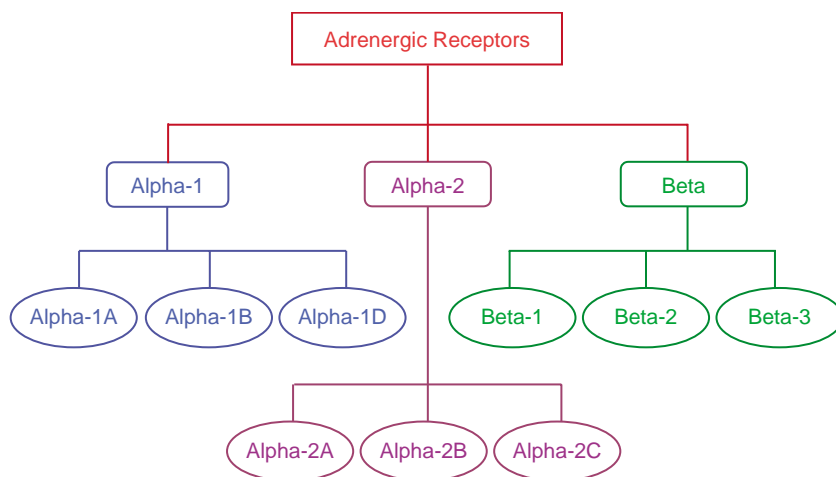 Adrenergic Receptors
Alpha-1
Alpha-2
Beta
Alpha-1A
Alpha-1B
Alpha-1D
Beta-1
Beta-2
Beta-3
Alpha-2A
Alpha-2B
Alpha-2C